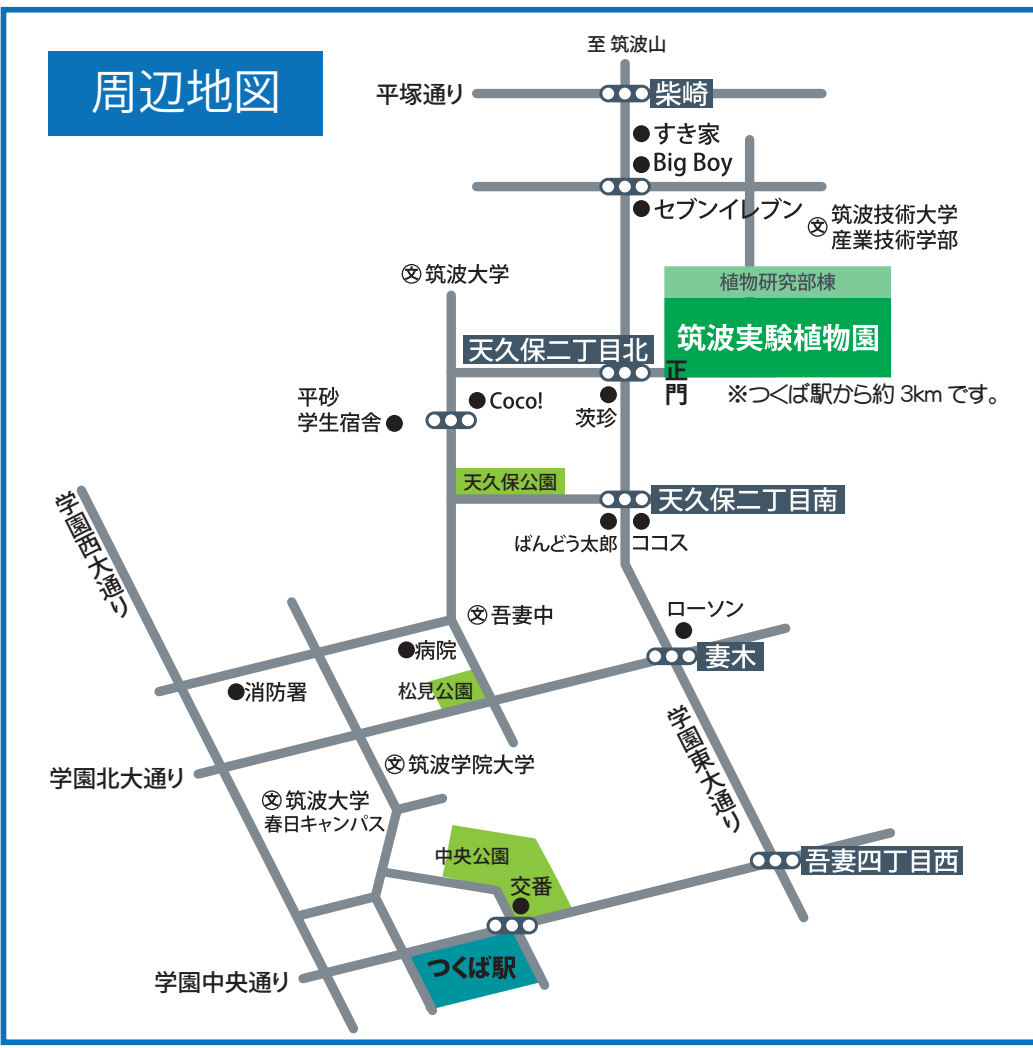 周辺地図
至 筑波山
平塚通り
柴崎
すき家
Big Boy
セブンイレブン
㊛筑波技術大学
産業技術学部
文 筑波大学
植物研究部棟
筑波実験植物園
天久保二丁目北
正
門
※つくば駅から約 3km です。
平砂
学生宿舎
Coco!
茨珍
天久保公園
天久保二丁目南
ばんどう太郎
ココス
学園西大通り
文 吾妻中
ローソン
病院
妻木
消防署
松見公園
学園東大通り
学園北大通り
文 筑波学院大学
文 筑波大学
春日キャンパス
中央公園
吾妻四丁目西
交番
つくば駅
学園中央通り